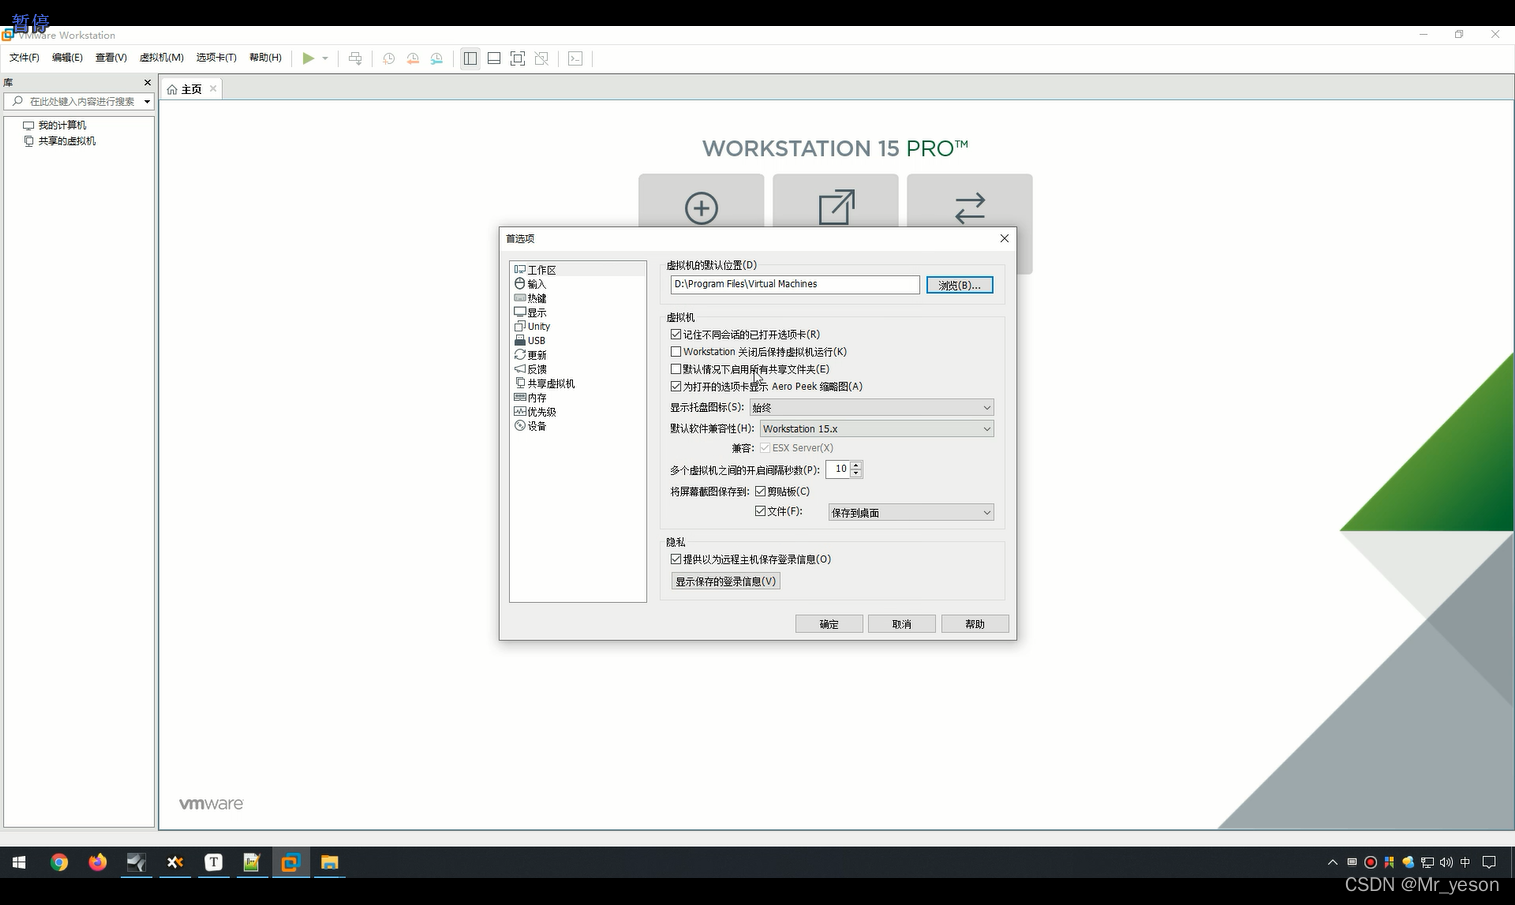 暂停
VMware Workstation
文件(F) 编辑(E) 查看(V) 虚拟机(M) 选项卡(T) 帮助(H)
库
在此处键入内容进行搜索
我的计算机
共享的虚拟机
主页
WORKSTATION 15 PRO™
首选项
工作区
输入
热键
显示
Unity
USB
更新
反馈
共享虚拟机
内存
优先级
设备
虚拟机的默认位置(D)
D:\Program Files\Virtual Machines 浏览(B)...
虚拟机
记住不同会话的已打开选项卡(R)
Workstation 关闭后保持虚拟机运行(K)
默认情况下启用所有共享文件夹(E)
为打开的选项卡显示 Aero Peek 缩略图(A)
显示托盘图标(S): 始终
默认软件兼容性(H): Workstation 15.x
兼容: ESX Server(X)
多个虚拟机之间的开启间隔秒数(P): 10
将屏幕截图保存到: 剪贴板(C)
文件(F): 保存到桌面
隐私
提供以为远程主机保存登录信息(O)
显示保存的登录信息(V)
确定 取消 帮助
vmware
T
中
CSDN @Mr_yeson